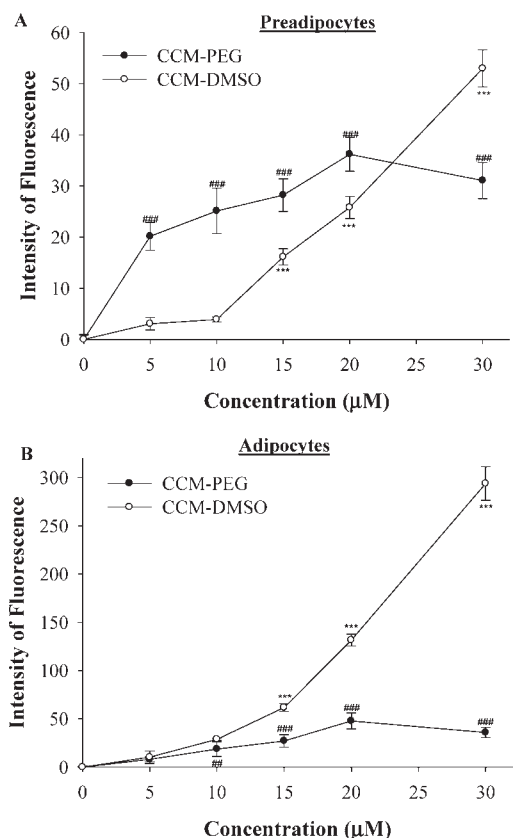 A
Preadipocytes
60
50
40
30
20
10
0
Intensity of Fluorescence
CCM-PEG
CCM-DMSO
###
###
###
###
###
***
***
***
0 5 10 15 20 30
Concentration (µM)
B
Adipocytes
300
250
200
150
100
50
0
Intensity of Fluorescence
CCM-PEG
CCM-DMSO
***
***
***
##
###
###
###
0 5 10 15 20 25 30
Concentration (µM)